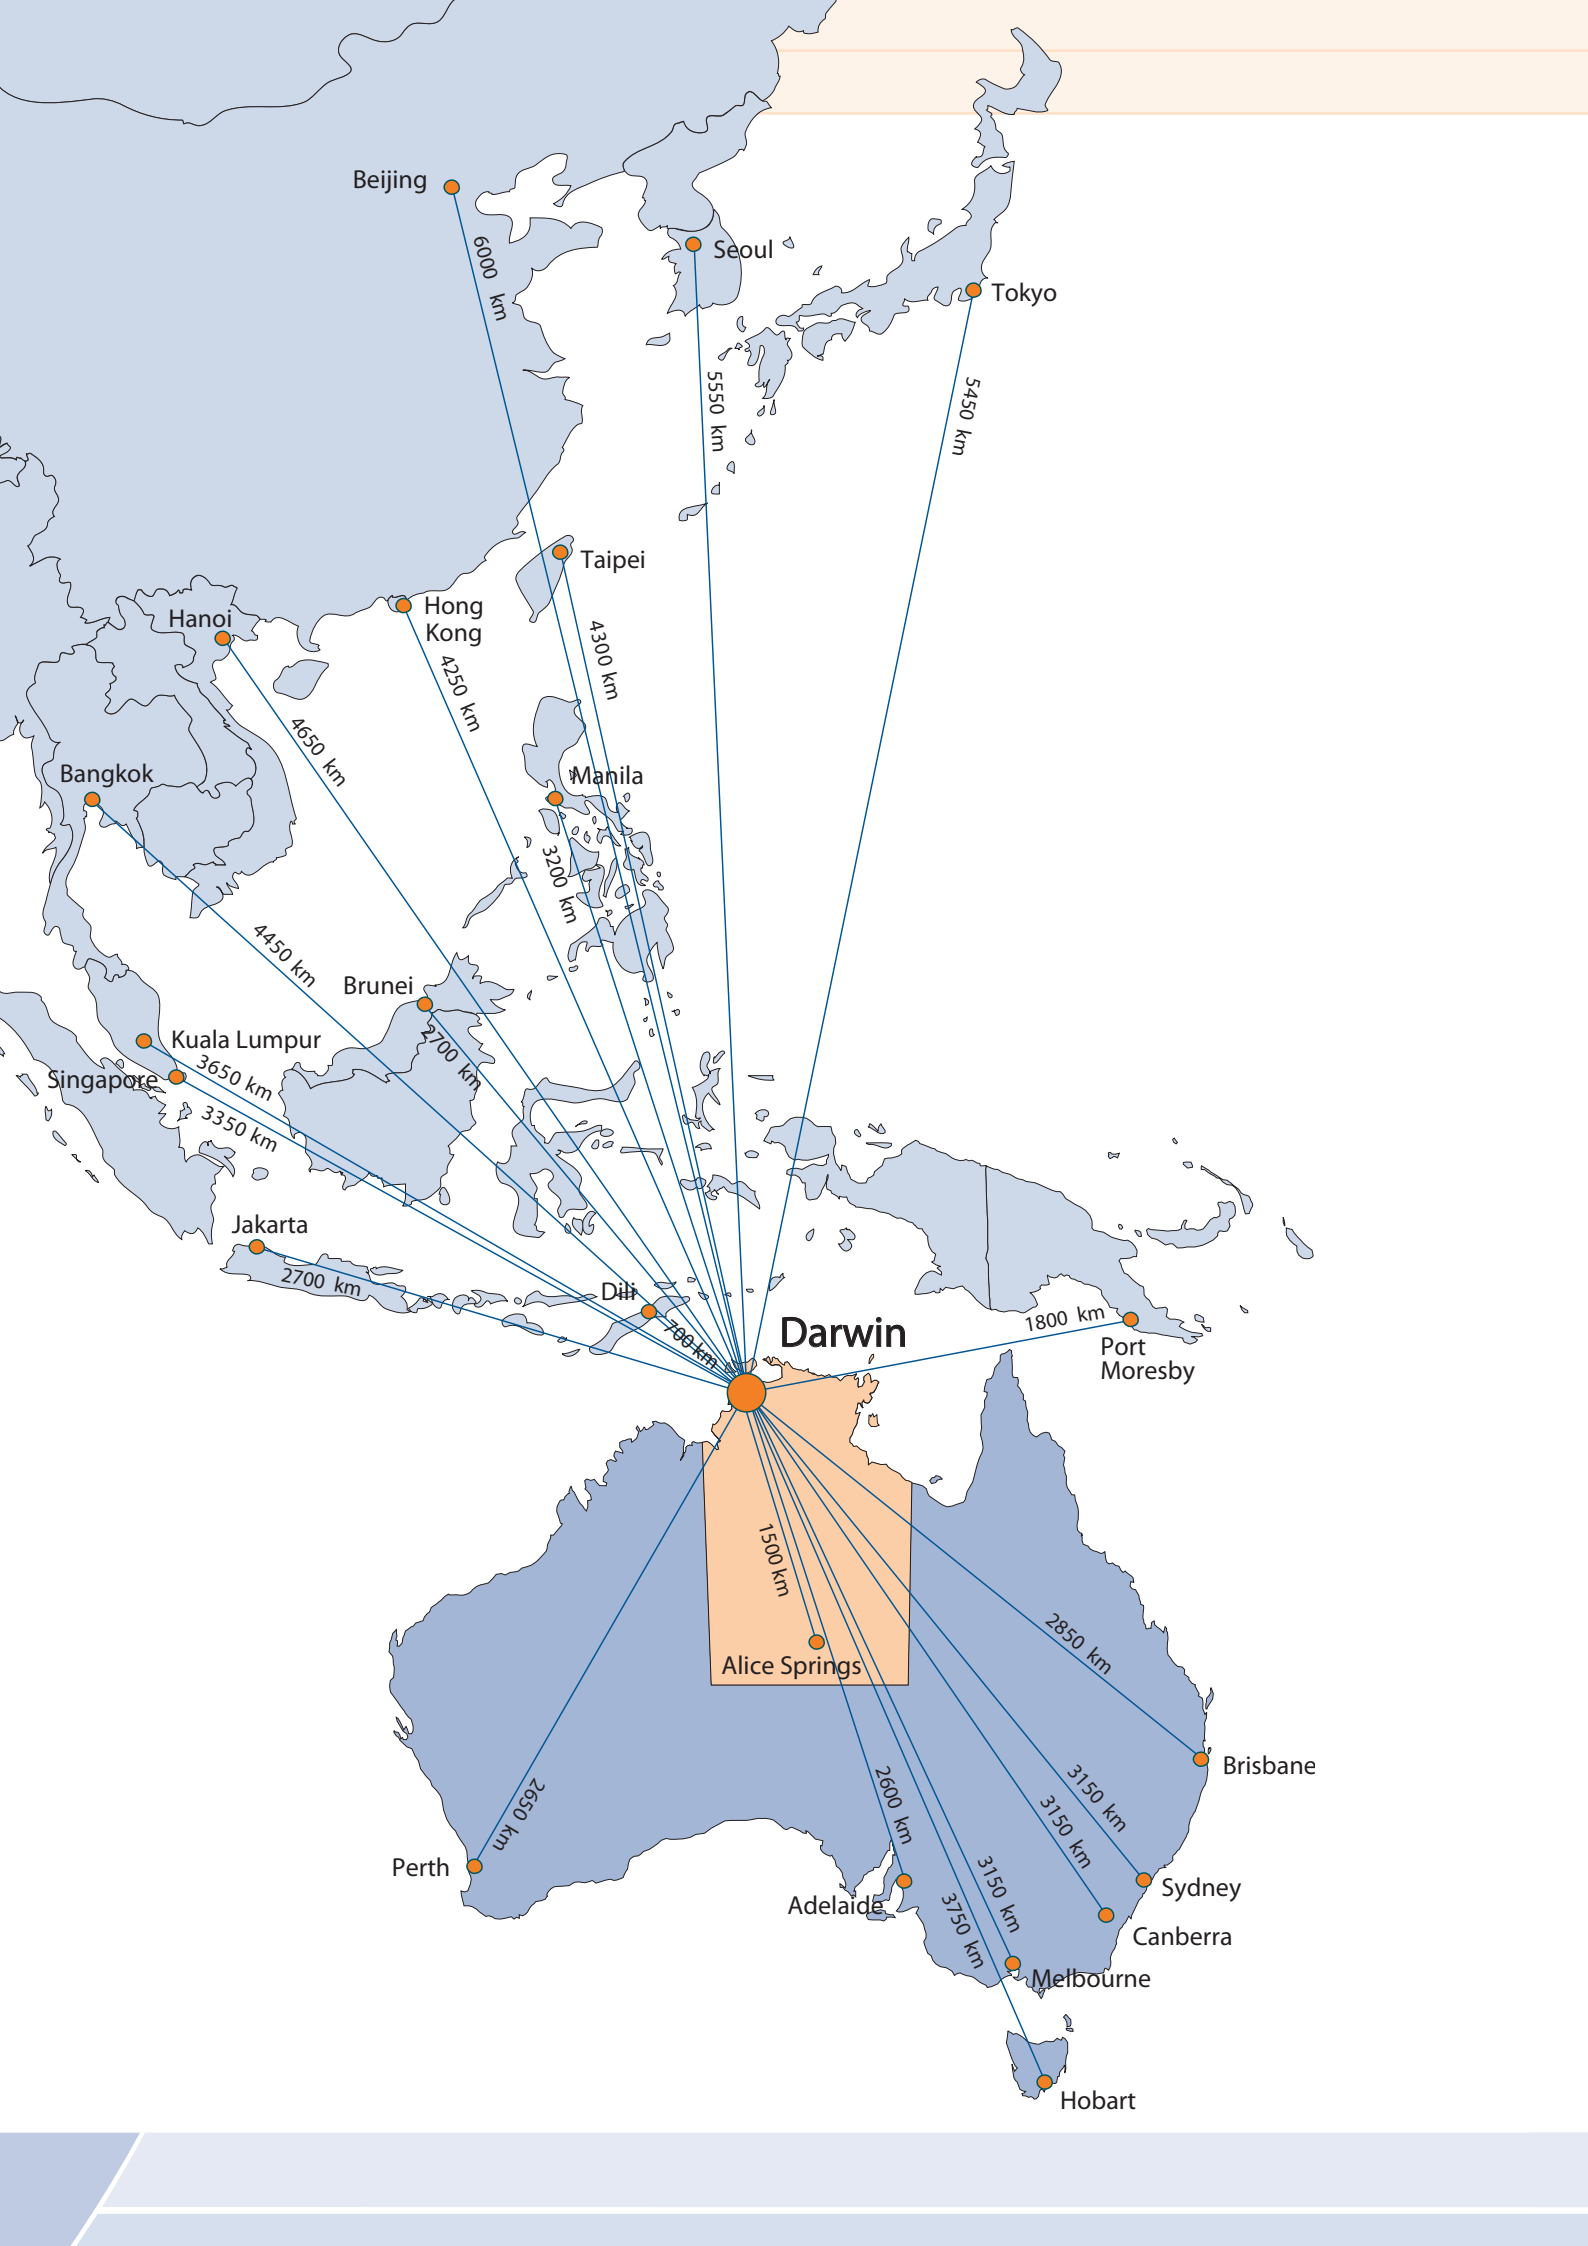 Beijing
6000 km
Seoul
Tokyo
5550 km
5450 km
Taipei
Hong
Kong
Hanoi
4300 km
4250 km
4650 km
Bangkok
Manila
3200 km
4450 km
Brunei
2700 km
Kuala Lumpur
3650 km
Singapore
3350 km
Jakarta
2700 km
Dili
700 km
Darwin
1800 km
Port
Moresby
1500 km
Alice Springs
2850 km
Brisbane
2650 km
2600 km
3150 km
3150 km
Perth
Adelaide
3150 km
3750 km
Sydney
Canberra
Melbourne
Hobart